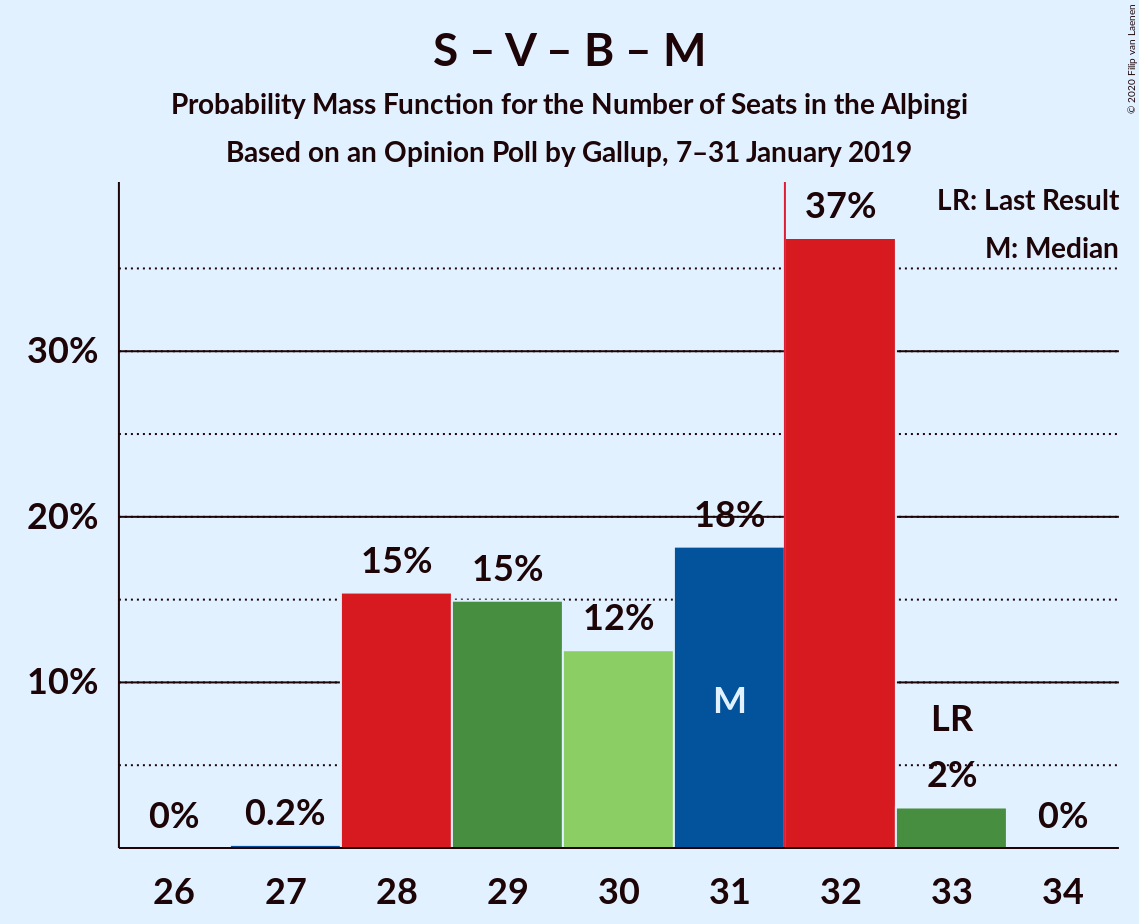 S – V – B – M
Probability Mass Function for the Number of Seats in the Alþingi
Based on an Opinion Poll by Gallup, 7–31 January 2019
© 2020 Filip van Laenen
LR: Last Result
M: Median
37%
30%
20%
18%
15%
15%
12%
10%
M
LR
2%
0%
0.2%
0%
26 27 28 29 30 31 32 33 34